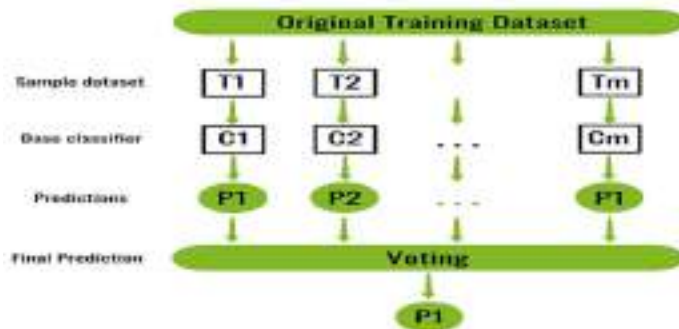 Original Training Dataset
Sample dataset T1 T2 Tm
Base classifier C1 C2 ... Cm
Predictions P1 P2 ... P1
Final Prediction Voting
P1